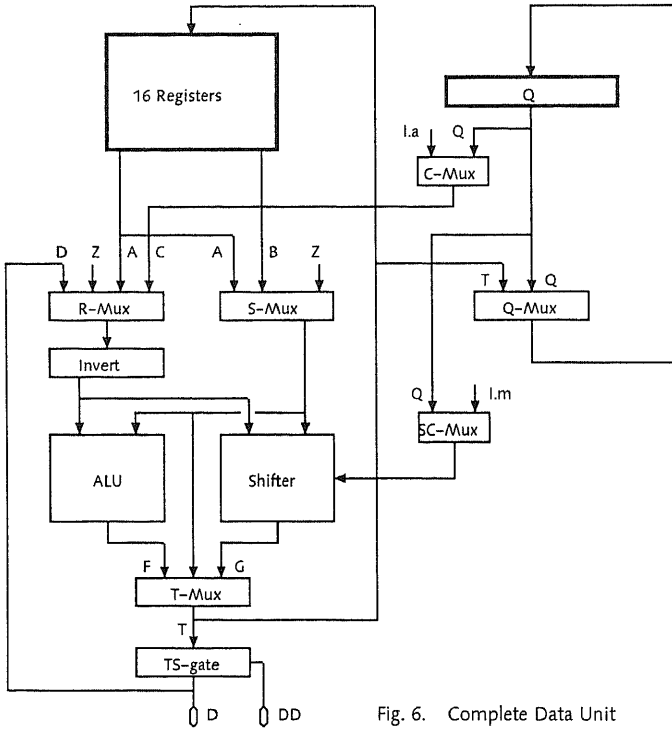 16 Registers
Q
I.a Q
C-Mux
D Z A C A B Z
T Q
R-Mux S-Mux Q-Mux
Invert
Q I.m
SC-Mux
ALU Shifter
F G
T-Mux
T
TS-gate
D DD
Fig. 6. Complete Data Unit